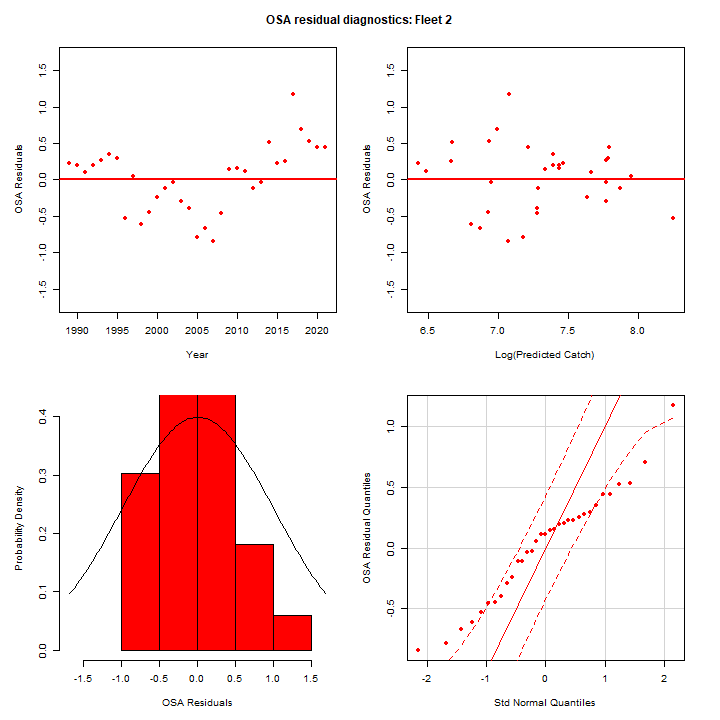 OSA residual diagnostics: Fleet 2
OSA Residuals
1.5
1.0
0.5
0.0
-0.5
-1.0
-1.5
1990 1995 2000 2005 2010 2015 2020
Year
OSA Residuals
1.5
1.0
0.5
0.0
-0.5
-1.0
-1.5
6.5 7.0 7.5 8.0
Log(Predicted Catch)
Probability Density
0.4
0.3
0.2
0.1
0.0
-1.5 -1.0 -0.5 0.0 0.5 1.0 1.5
OSA Residuals
OSA Residual Quantiles
1.0
0.5
0.0
-0.5
-2 -1 0 1 2
Std Normal Quantiles